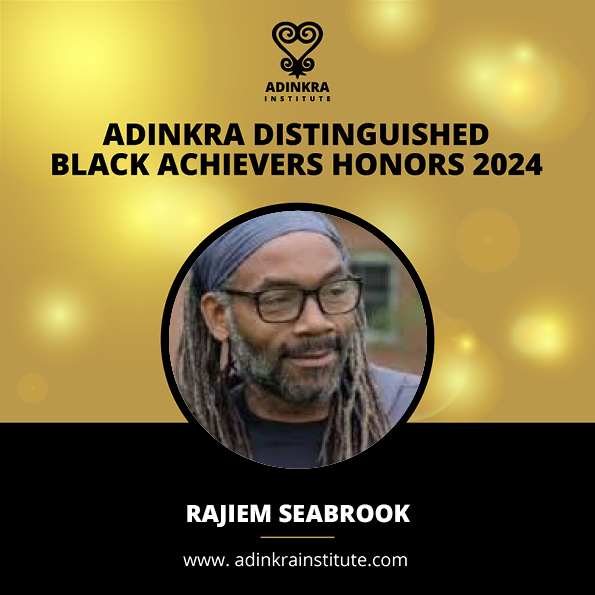 ADINKRA
INSTITUTE
ADINKRA DISTINGUISHED
BLACK ACHIEVERS HONORS 2024
RAJIEM SEABROOK
www. adinkrainstitute.com